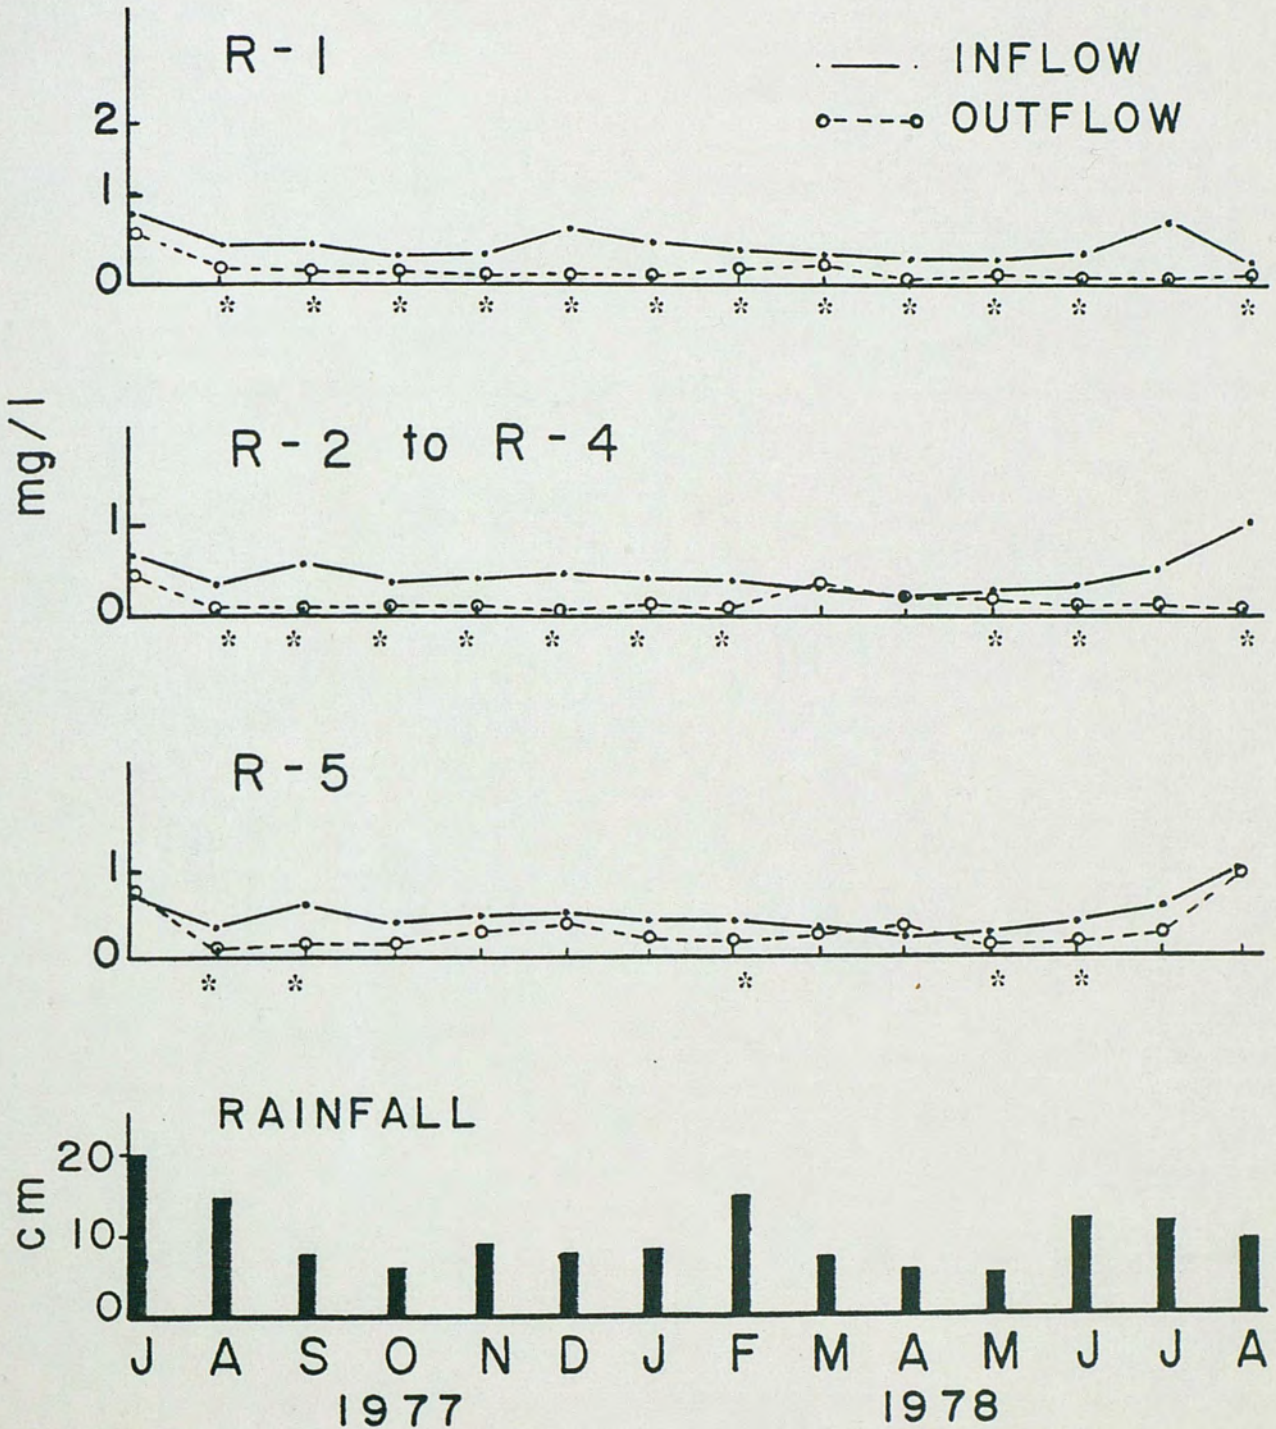 R - 1
INFLOW
OUTFLOW
2
1
0
* * * * * * * * * * * *
mg/l
R - 2 to R - 4
1
0
* * * * * * * * * *
R - 5
1
0
* * * * *
RAINFALL
cm
20
10
0
J A S O N D J F M A M J J A
1977 1978